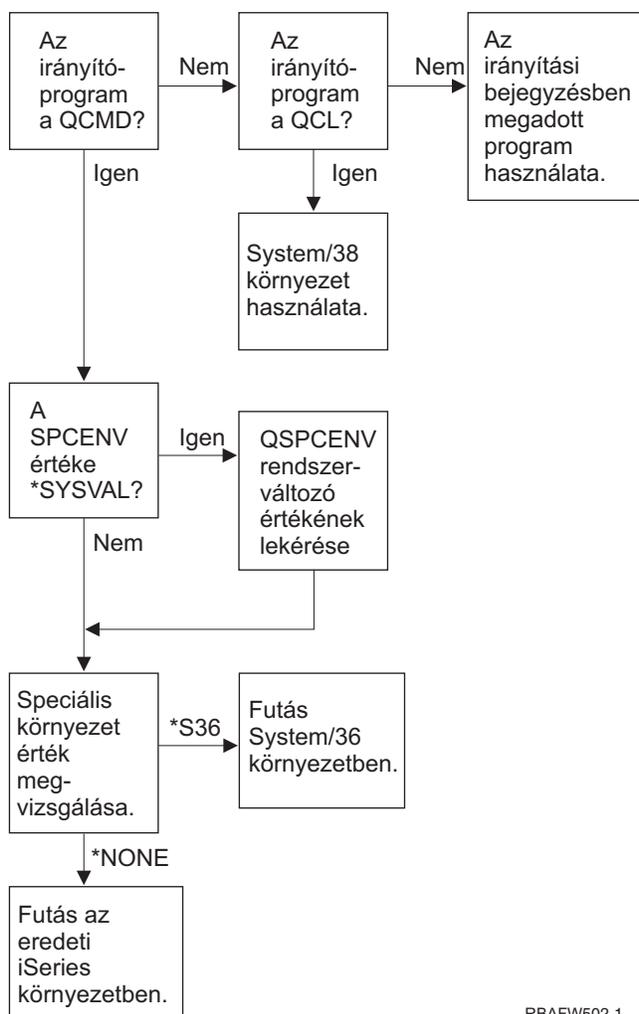 Az
irányító-
program
a QCMD?
Nem
Az
irányító-
program
a QCL?
Nem
Az
irányítási
bejegyzésben
megadott
program
használata.
Igen
Igen
System/38
környezet
használata.
A
SPCENV
értéke
*SYSVAL?
Igen
QSPCENV
rendszer-
változó
értékének
lekérése
Nem
Speciális
környezet
érték
meg-
vizsgálása.
*S36
Futás
System/36
környezetben.
*NONE
Futás az
eredeti
iSeries
környezetben.
RBAFW502-1